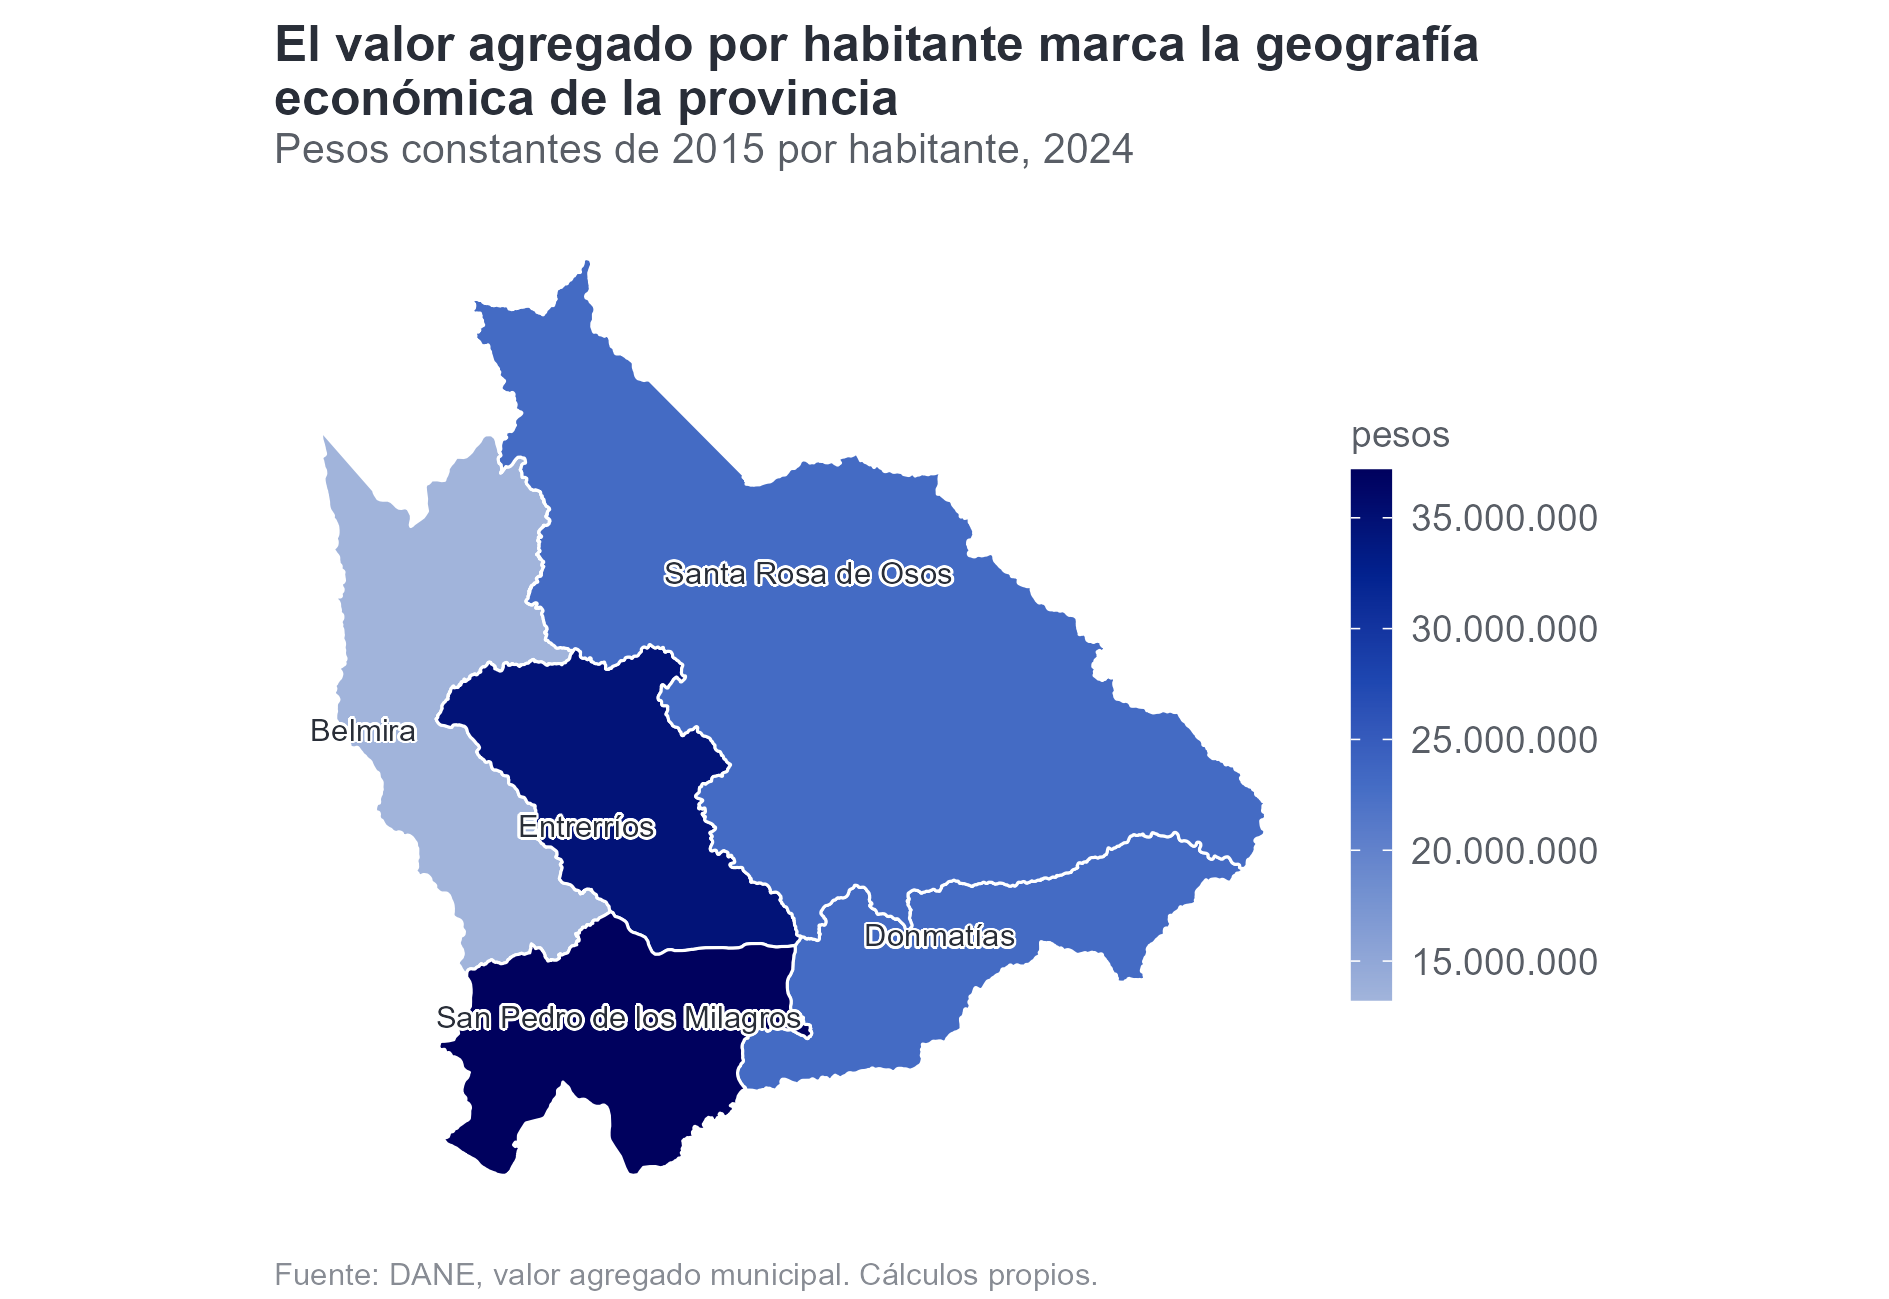 El valor agregado por habitante marca la geografía
económica de la provincia
Pesos constantes de 2015 por habitante, 2024
pesos
35.000.000
30.000.000
25.000.000
20.000.000
15.000.000
Santa Rosa de Osos
Belmira
Entrerríos
Donmatías
San Pedro de los Milagros
Fuente: DANE, valor agregado municipal. Cálculos propios.